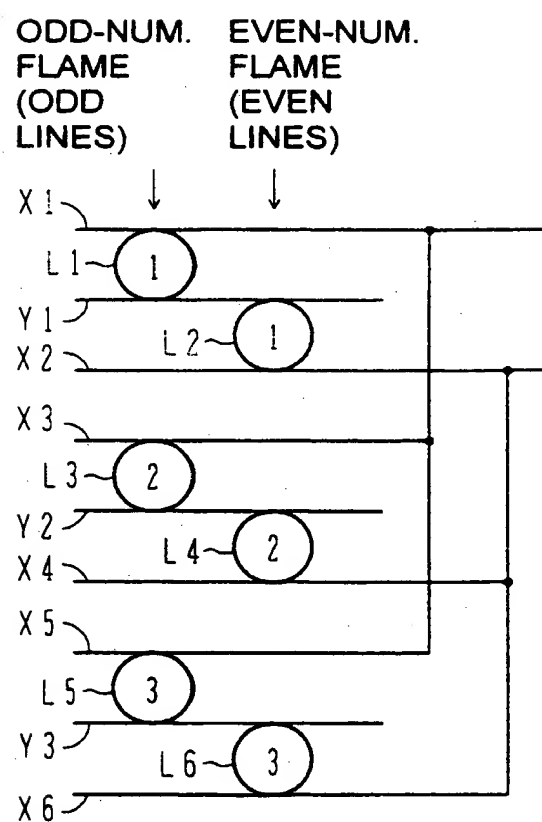 ODD-NUM.
FLAME
(ODD
LINES)
EVEN-NUM.
FLAME
(EVEN
LINES)
X1
L1
1
Y1
L2
1
X2
X3
L3
2
Y2
L4
2
X4
X5
L5
3
Y3
L6
3
X6